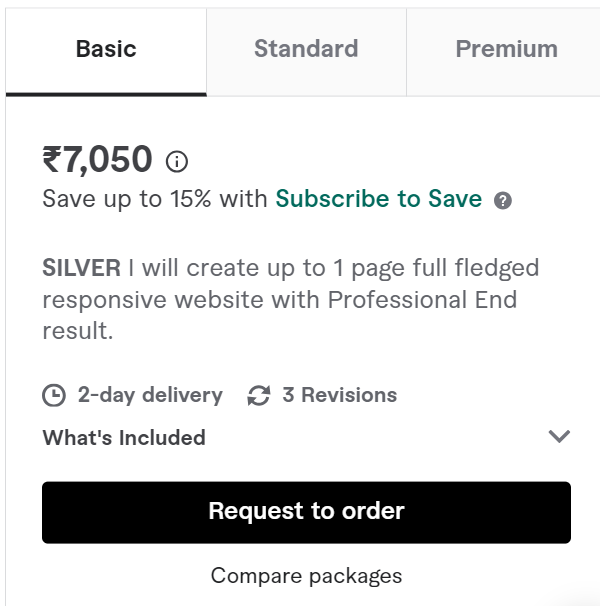 Basic
Standard
Premium
₹7,050
Save up to 15% with Subscribe to Save
SILVER I will create up to 1 page full fledged
responsive website with Professional End
result.
2-day delivery
3 Revisions
What's Included
Request to order
Compare packages